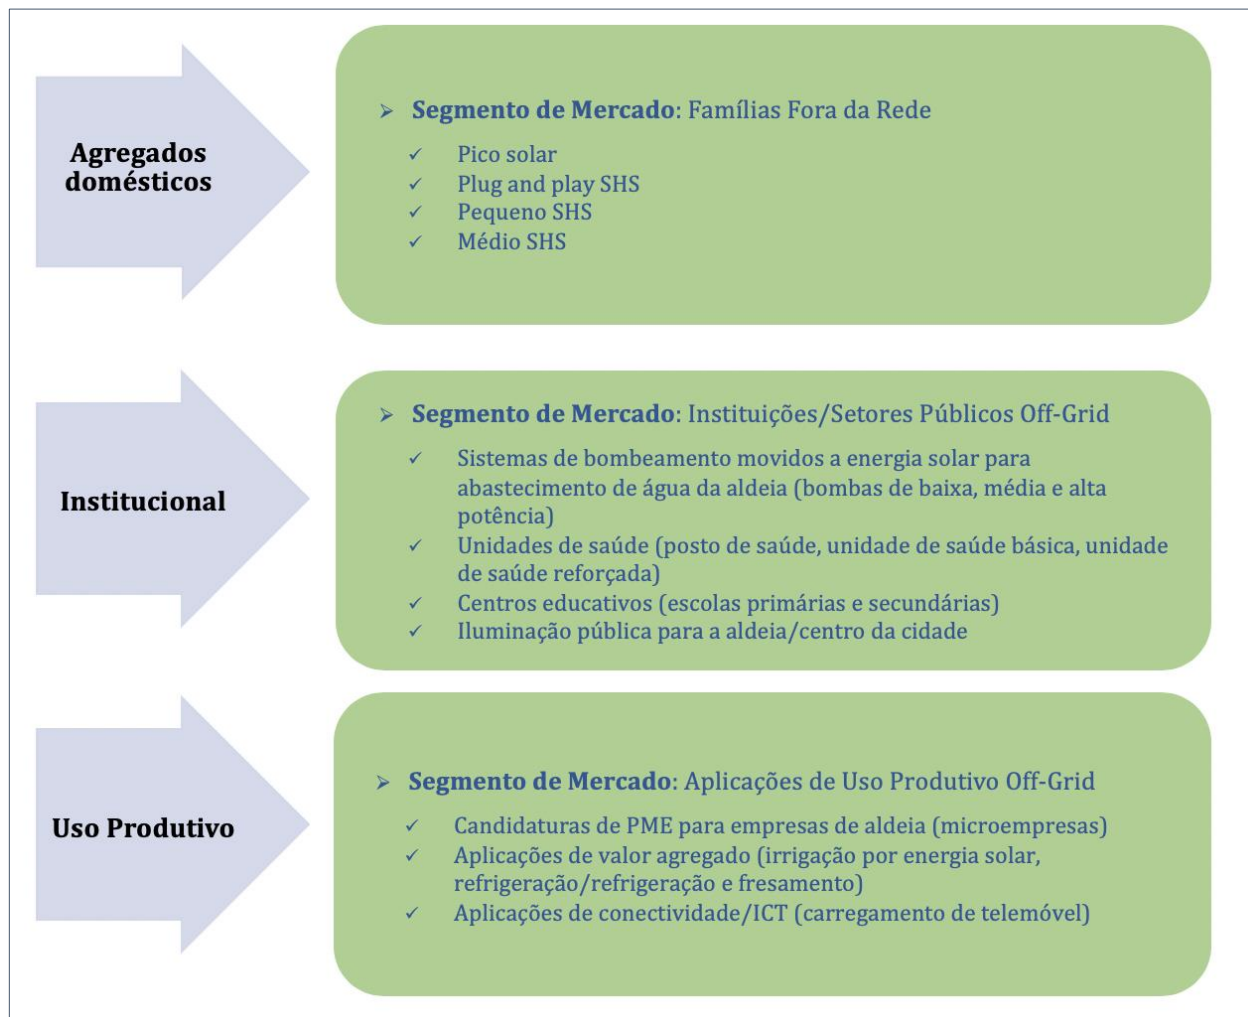 Agregados
domésticos
➢ Segmento de Mercado: Famílias Fora da Rede
✓ Pico solar
✓ Plug and play SHS
✓ Pequeno SHS
✓ Médio SHS
Institucional
➢ Segmento de Mercado: Instituições/Setores Públicos Off-Grid
✓ Sistemas de bombeamento movidos a energia solar para
abastecimento de água da aldeia (bombas de baixa, média e alta
potência)
✓ Unidades de saúde (posto de saúde, unidade de saúde básica, unidade
de saúde reforçada)
✓ Centros educativos (escolas primárias e secundárias)
✓ Iluminação pública para a aldeia/centro da cidade
Uso Produtivo
➢ Segmento de Mercado: Aplicações de Uso Produtivo Off-Grid
✓ Candidaturas de PME para empresas de aldeia (microempresas)
✓ Aplicações de valor agregado (irrigação por energia solar,
refrigeração/refrigeração e fresamento)
✓ Aplicações de conectividade/ICT (carregamento de telemóvel)